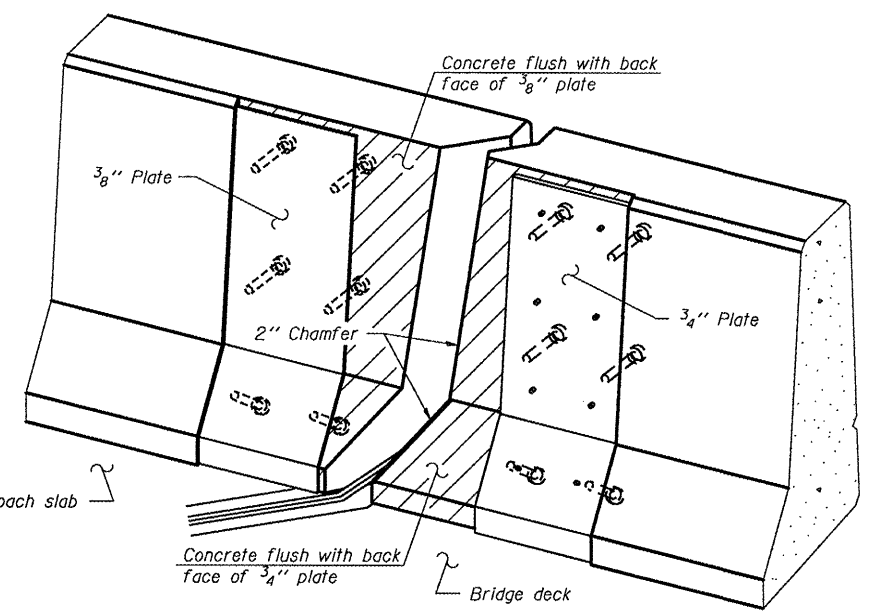 Concrete flush with back
face of 3/8" plate
3/8" Plate
2" Chamfer
3/4" Plate
slab
Concrete flush with back
face of 3/4" plate
Bridge deck